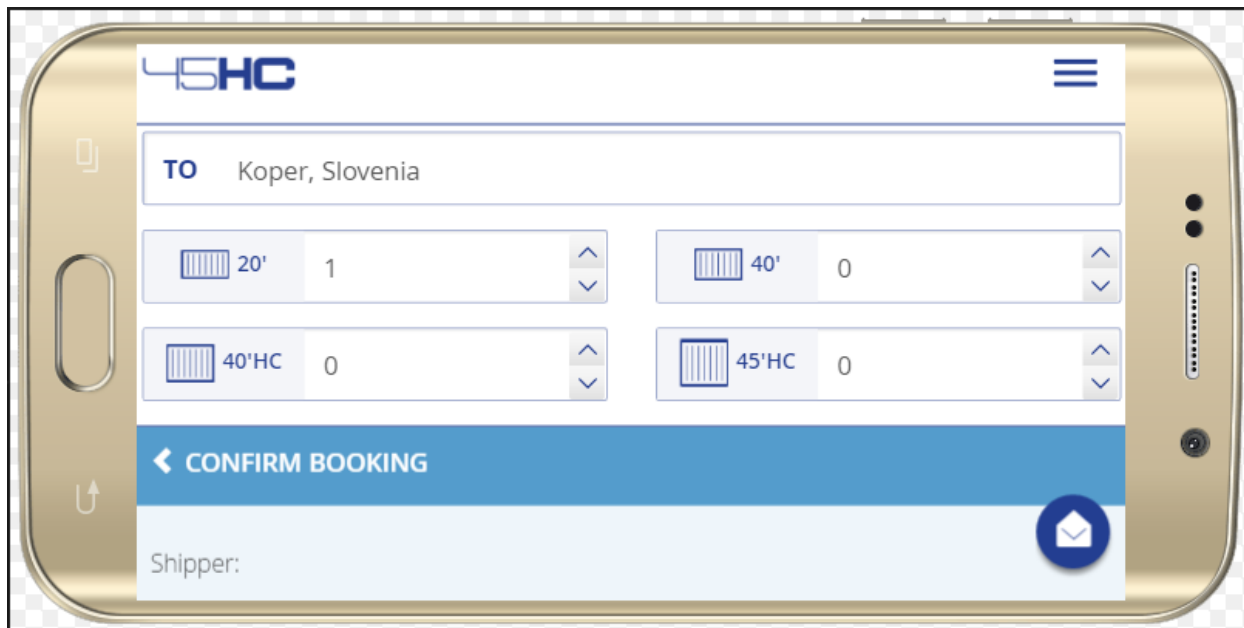 45HC
TO Koper, Slovenia
20' 1 40' 0
40'HC 0 45'HC 0
CONFIRM BOOKING
Shipper: